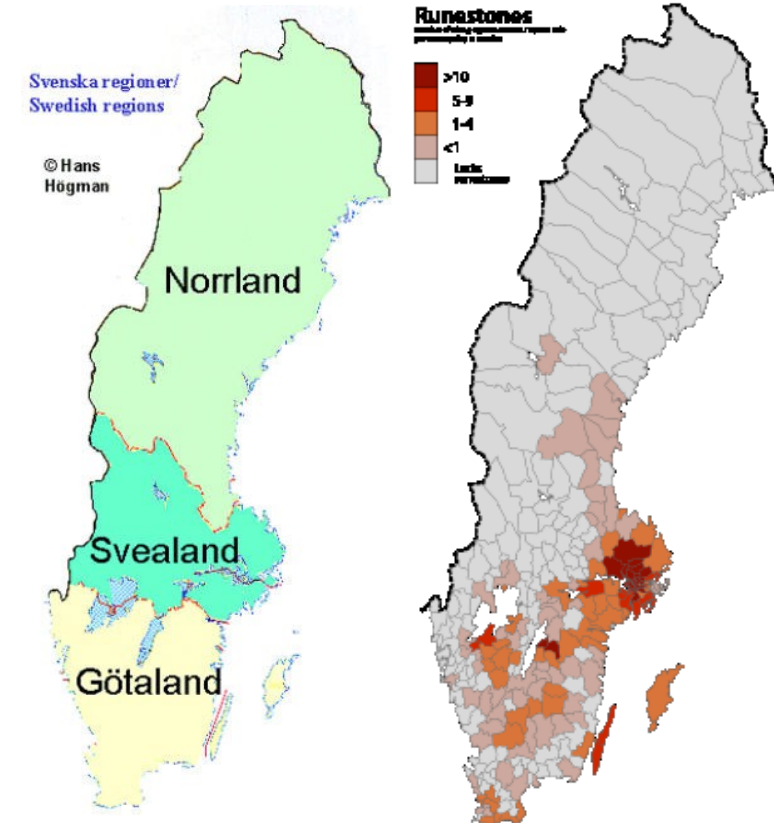 Svenska regioner/
Swedish regions
© Hans
Högman
Norrland
Svealand
Götaland
Runestones
>10
5-9
1-4
<1